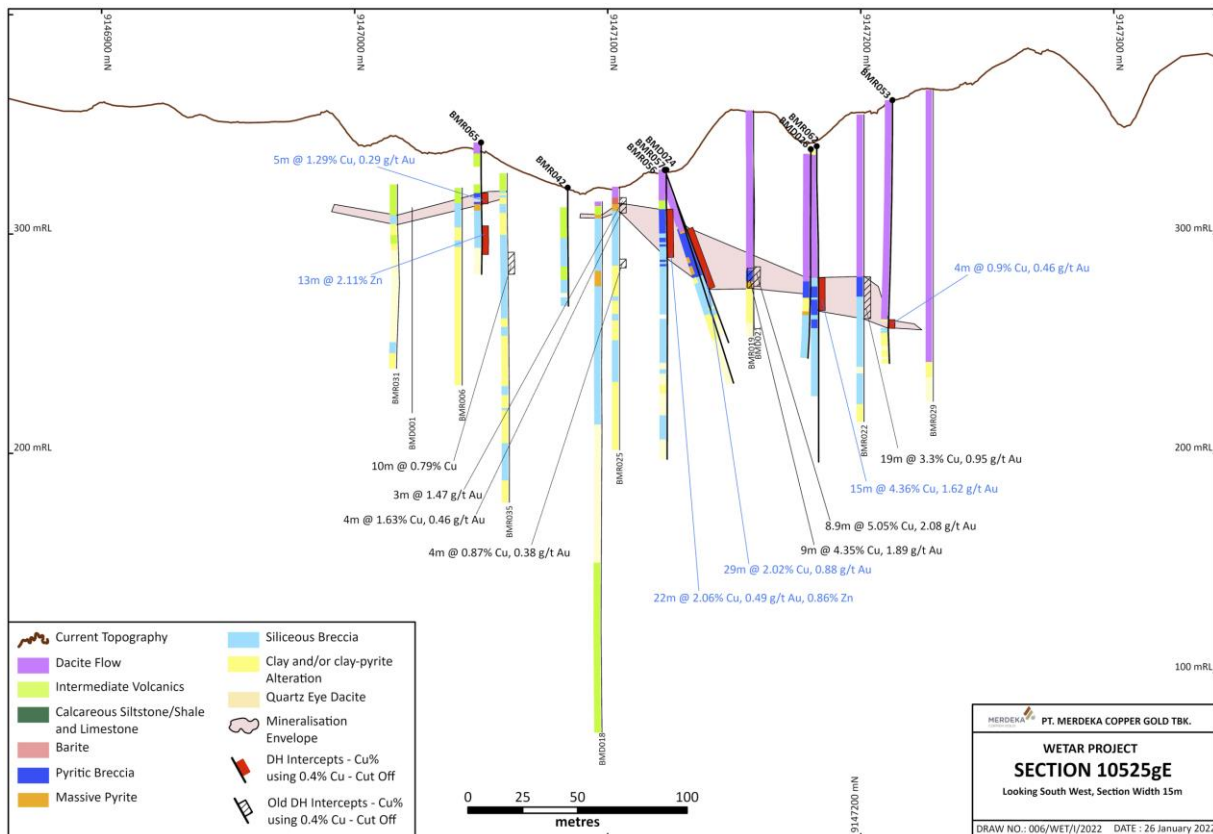 9146900 mN
9147000 mN
9147100 mN
9147200 mN
9147300 mN
BMR053
BMR062
BMD026
BMR065
BMD024
BMR057
BMR056
BMR042
5m @ 1.29% Cu, 0.29 g/t Au
300 mRL
300 mRL
4m @ 0.9% Cu, 0.46 g/t Au
13m @ 2.11% Zn
BMR031
BMD001
BMR006
BMR035
BMR025
BMR019
BMD021
BMR022
BMR029
200 mRL
200 mRL
10m @ 0.79% Cu
19m @ 3.3% Cu, 0.95 g/t Au
3m @ 1.47 g/t Au
15m @ 4.36% Cu, 1.62 g/t Au
4m @ 1.63% Cu, 0.46 g/t Au
8.9m @ 5.05% Cu, 2.08 g/t Au
4m @ 0.87% Cu, 0.38 g/t Au
9m @ 4.35% Cu, 1.89 g/t Au
29m @ 2.02% Cu, 0.88 g/t Au
22m @ 2.06% Cu, 0.49 g/t Au, 0.86% Zn
100 mRL
BMD018
Current Topography
Dacite Flow
Intermediate Volcanics
Calcareous Siltstone/Shale
and Limestone
Barite
Pyritic Breccia
Massive Pyrite
Siliceous Breccia
Clay and/or clay-pyrite
Alteration
Quartz Eye Dacite
Mineralisation
Envelope
DH Intercepts - Cu%
using 0.4% Cu - Cut Off
Old DH Intercepts - Cu%
using 0.4% Cu - Cut Off
0 25 50 100
metres
9147200 mN
MERDEKA
PT. MERDEKA COPPER GOLD TBK.
WETAR PROJECT
SECTION 10525gE
Looking South West, Section Width 15m
DRAW NO.: 006/WET/I/2022 DATE : 26 January 2022